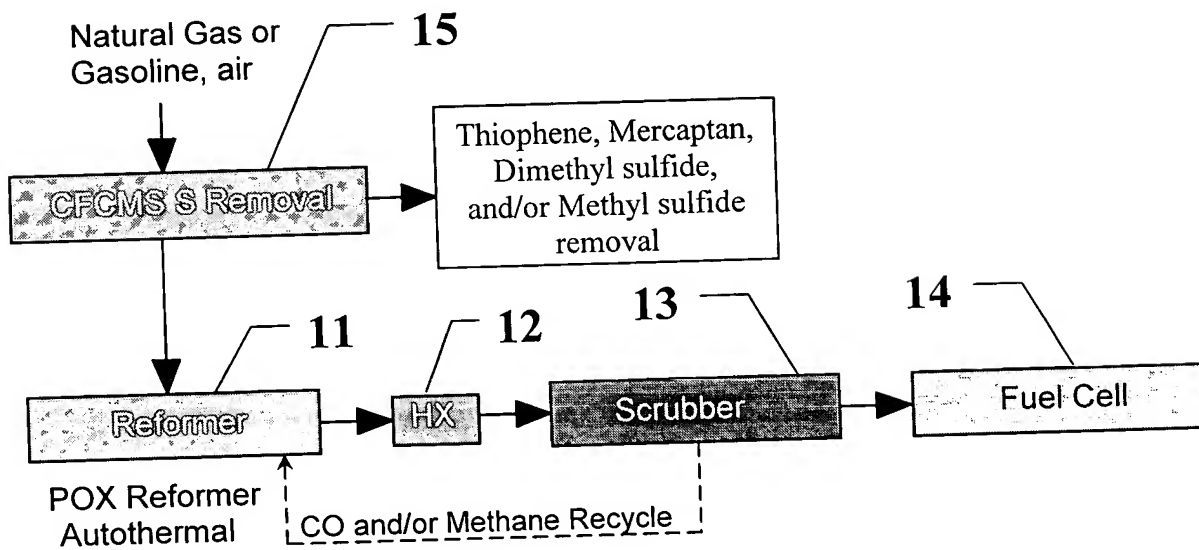 Natural Gas or
Gasoline, air
15
CFCMS S Removal
Thiophene, Mercaptan,
Dimethyl sulfide,
and/or Methyl sulfide
removal
11
12
13
14
Reformer
HX
Scrubber
Fuel Cell
POX Reformer
Autothermal
CO and/or Methane Recycle